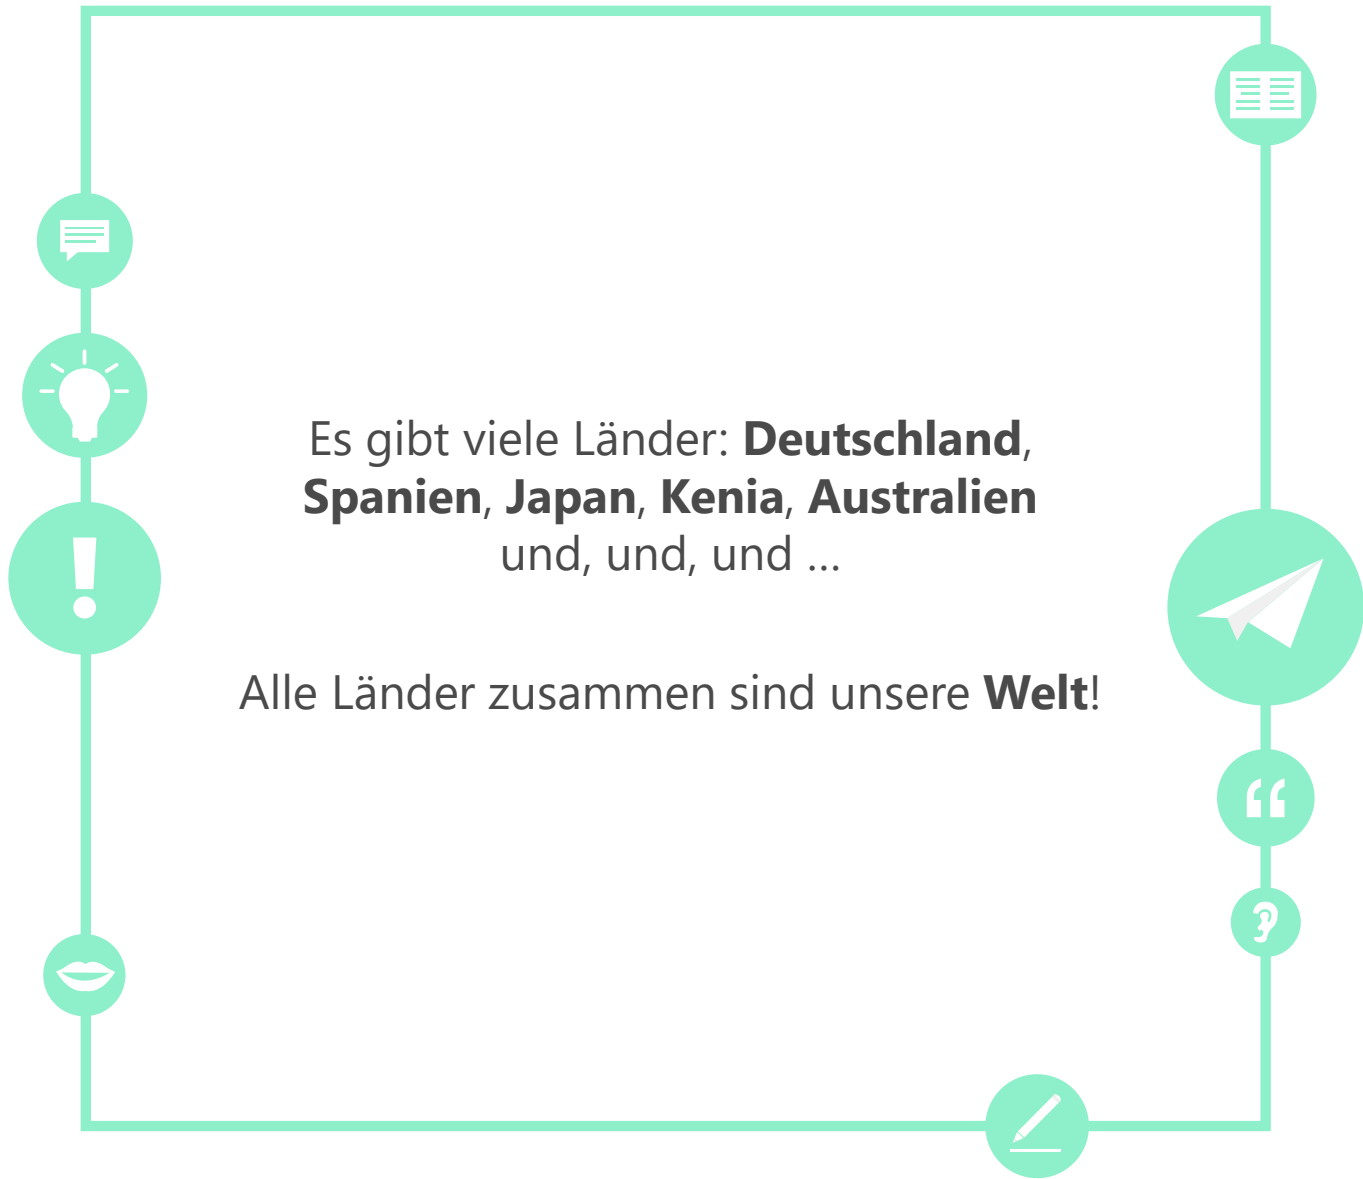 Es gibt viele Länder: Deutschland,
Spanien, Japan, Kenia, Australien
und, und, und ...
Alle Länder zusammen sind unsere Welt!